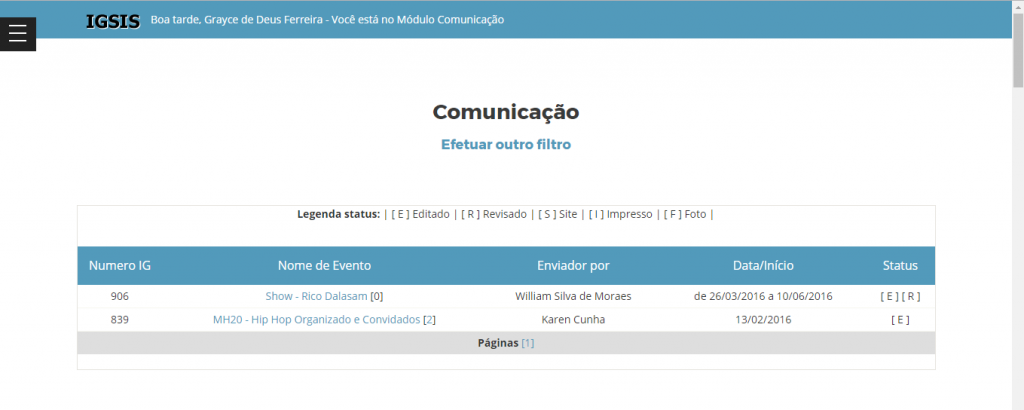 IGSIS Boa tarde, Grayce de Deus Ferreira - Você está no Módulo Comunicação
Comunicação
Efetuar outro filtro
Legenda status: | [ E ] Editado | [ R ] Revisado | [ S ] Site | [ I ] Impresso | [ F ] Foto |
Numero IG Nome de Evento Enviador por Data/Início Status
906 Show - Rico Dalasam [0] William Silva de Moraes de 26/03/2016 a 10/06/2016 [ E ] [ R ]
839 MH20 - Hip Hop Organizado e Convidados [2] Karen Cunha 13/02/2016 [ E ]
Páginas [1]